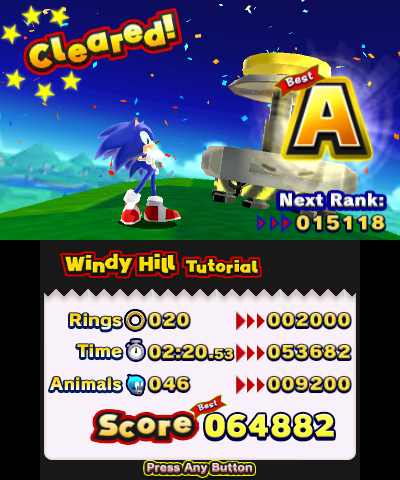 Cleared!
Best
A
Next Rank:
015118
Windy Hill Tutorial
Rings 020 002000
Time 02:20.53 053682
Animals 046 009200
Best
Score 064882
Press Any Button